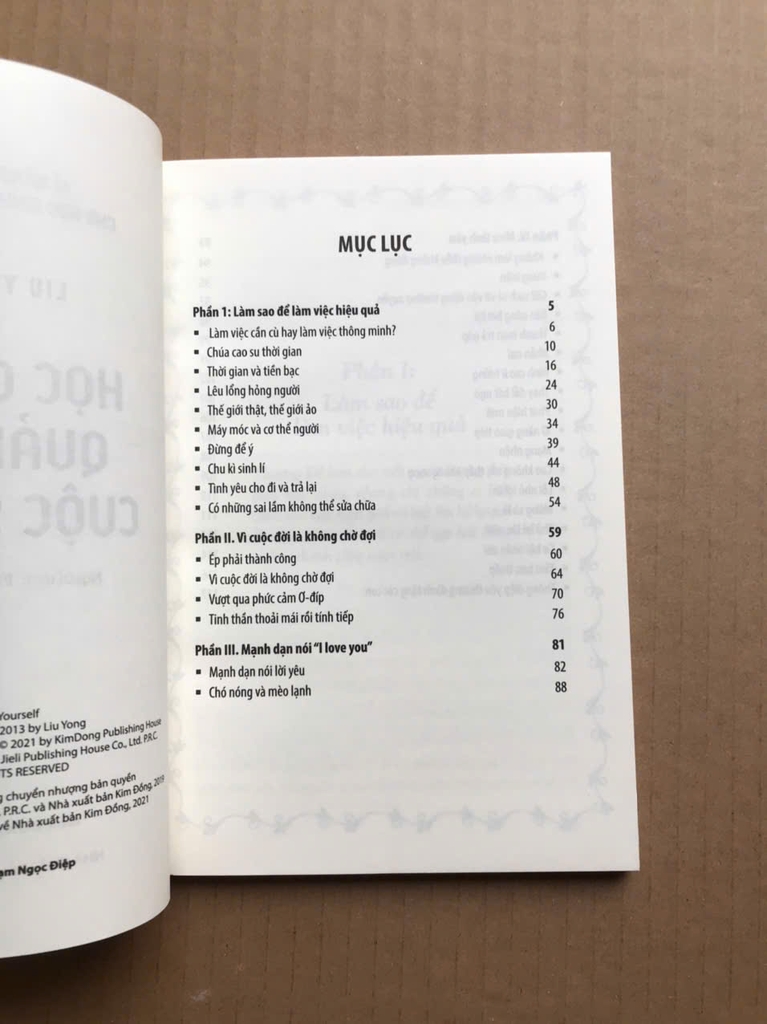 Yourself
2013 by Liu Yong
© 2021 by KimDong Publishing House
Jieli Publishing House Co., Ltd, P.R.C
TS RESERVED
chuyển nhượng bản quyền
P.R.C. và Nhà xuất bản Kim Đồng, 2019
về Nhà xuất bản Kim Đồng, 2021
Ngọc Điệp
MỤC LỤC
Phần 1: Làm sao để làm việc hiệu quả 5
▪ Làm việc cần cù hay làm việc thông minh? 6
▪ Chúa cao su thời gian 10
▪ Thời gian và tiền bạc 16
▪ Lêu lổng hỏng người 24
▪ Thế giới thật, thế giới ảo 30
▪ Máy móc và cơ thể người 34
▪ Đừng để ý 39
▪ Chu kì sinh lí 44
▪ Tình yêu cho đi và trả lại 48
▪ Có những sai lầm không thể sửa chữa 54
Phần II. Vì cuộc đời là không chờ đợi 59
▪ Ép phải thành công 60
▪ Vì cuộc đời là không chờ đợi 64
▪ Vượt qua phức cảm Ơ-đíp 70
▪ Tinh thần thoải mái rồi tính tiếp 76
Phần III. Mạnh dạn nói “I love you” 81
▪ Mạnh dạn nói lời yêu 82
▪ Chó nóng và mèo lạnh 88